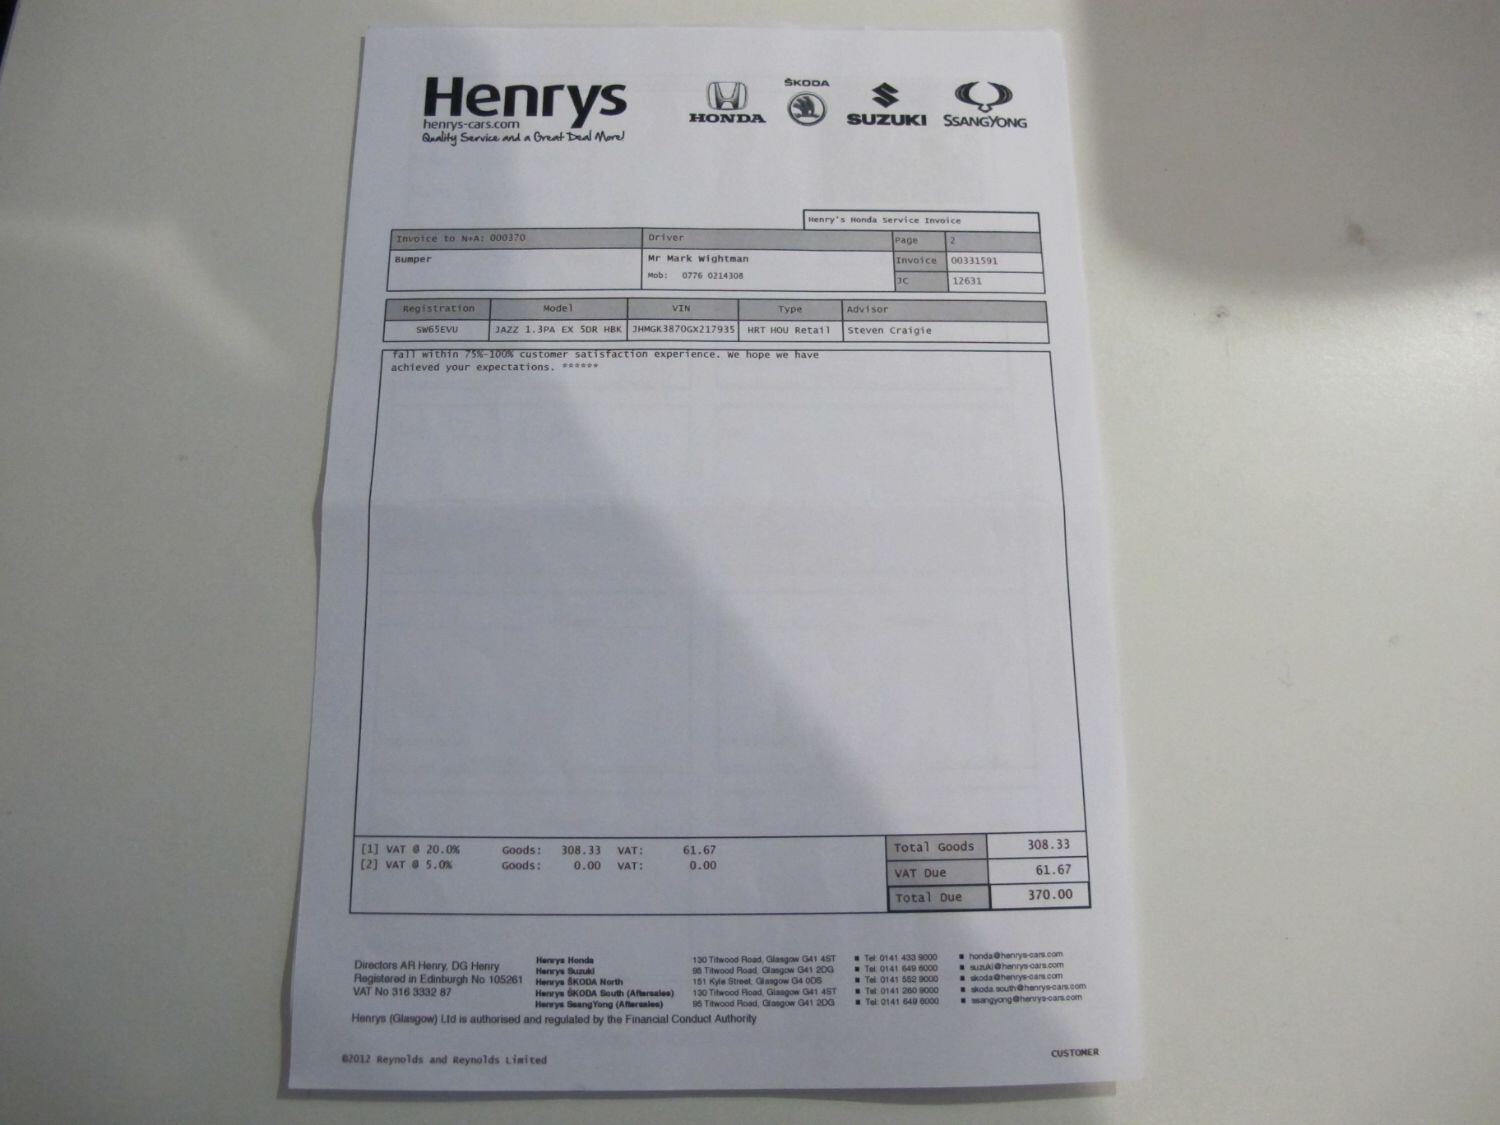 Henrys
henrys-cars.com
Quality Service and a Great Deal More!
HONDA
ŠKODA
SUZUKI
SSANGYONG
Henry's Honda Service Invoice
Invoice to N+A: 000370 Driver Page 2
Bumper Mr Mark Wightman Invoice 00331591
Mob: 0776 0214308 JC 12631
Registration Model VIN Type Advisor
SW65EVU JAZZ 1.3PA EX 5DR HBK JHMGK3870GX217935 HRT HOU Retail Steven Craigie
fall within 75%-100% customer satisfaction experience. We hope we have
achieved your expectations. ******
[1] VAT @ 20.0% Goods: 308.33 VAT: 61.67 Total Goods 308.33
[2] VAT @ 5.0% Goods: 0.00 VAT: 0.00 VAT Due 61.67
Total Due 370.00
Directors AR Henry, DG Henry
Registered in Edinburgh No 105261
VAT No 316 3332 87
Henrys Honda 130 Titwood Road, Glasgow G41 4ST ■ Tel: 0141 433 9000 ■ honda@henrys-cars.com
Henrys Suzuki 95 Titwood Road, Glasgow G41 2DG ■ Tel: 0141 649 6000 ■ suzuki@henrys-cars.com
Henrys ŠKODA North 151 Kyle Street, Glasgow G4 0DS ■ Tel: 0141 552 9000 ■ skoda@henrys-cars.com
Henrys ŠKODA South (Aftersales) 130 Titwood Road, Glasgow G41 4ST ■ Tel: 0141 260 9000 ■ skoda.south@henrys-cars.com
Henrys SsangYong (Aftersales) 95 Titwood Road, Glasgow G41 2DG ■ Tel: 0141 649 6000 ■ ssangyong@henrys-cars.com
Henrys (Glasgow) Ltd is authorised and regulated by the Financial Conduct Authority
©2012 Reynolds and Reynolds Limited CUSTOMER